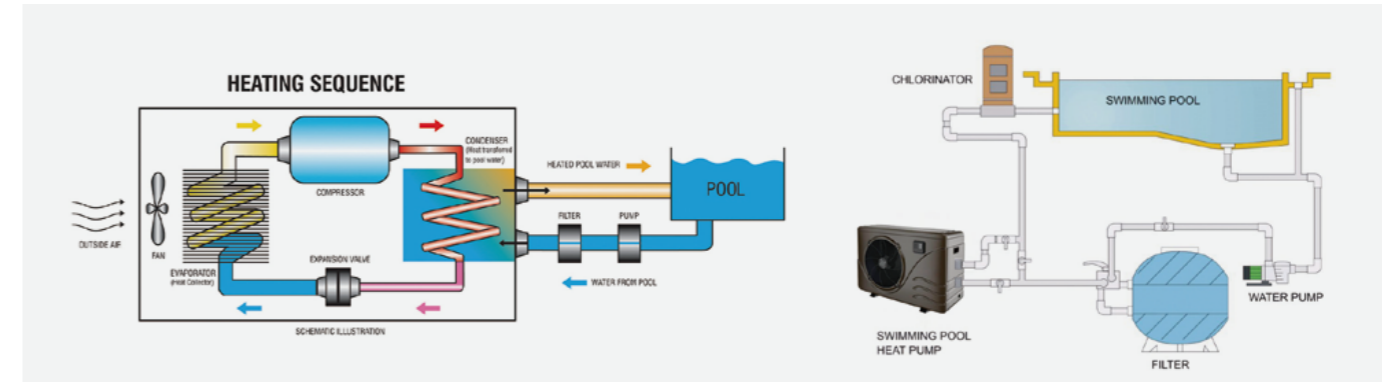 HEATING SEQUENCE
CONDENSER
(Heat transferred
to pool water)
COMPRESSOR
HEATED POOL WATER
POOL
FILTER
PUMP
OUTSIDE AIR
FAN
EVAPORATOR
(Heat Collector)
EXPANSION VALVE
WATER FROM POOL
SCHEMATIC ILLUSTRATION
CHLORINATOR
SWIMMING POOL
SWIMMING POOL
HEAT PUMP
WATER PUMP
FILTER